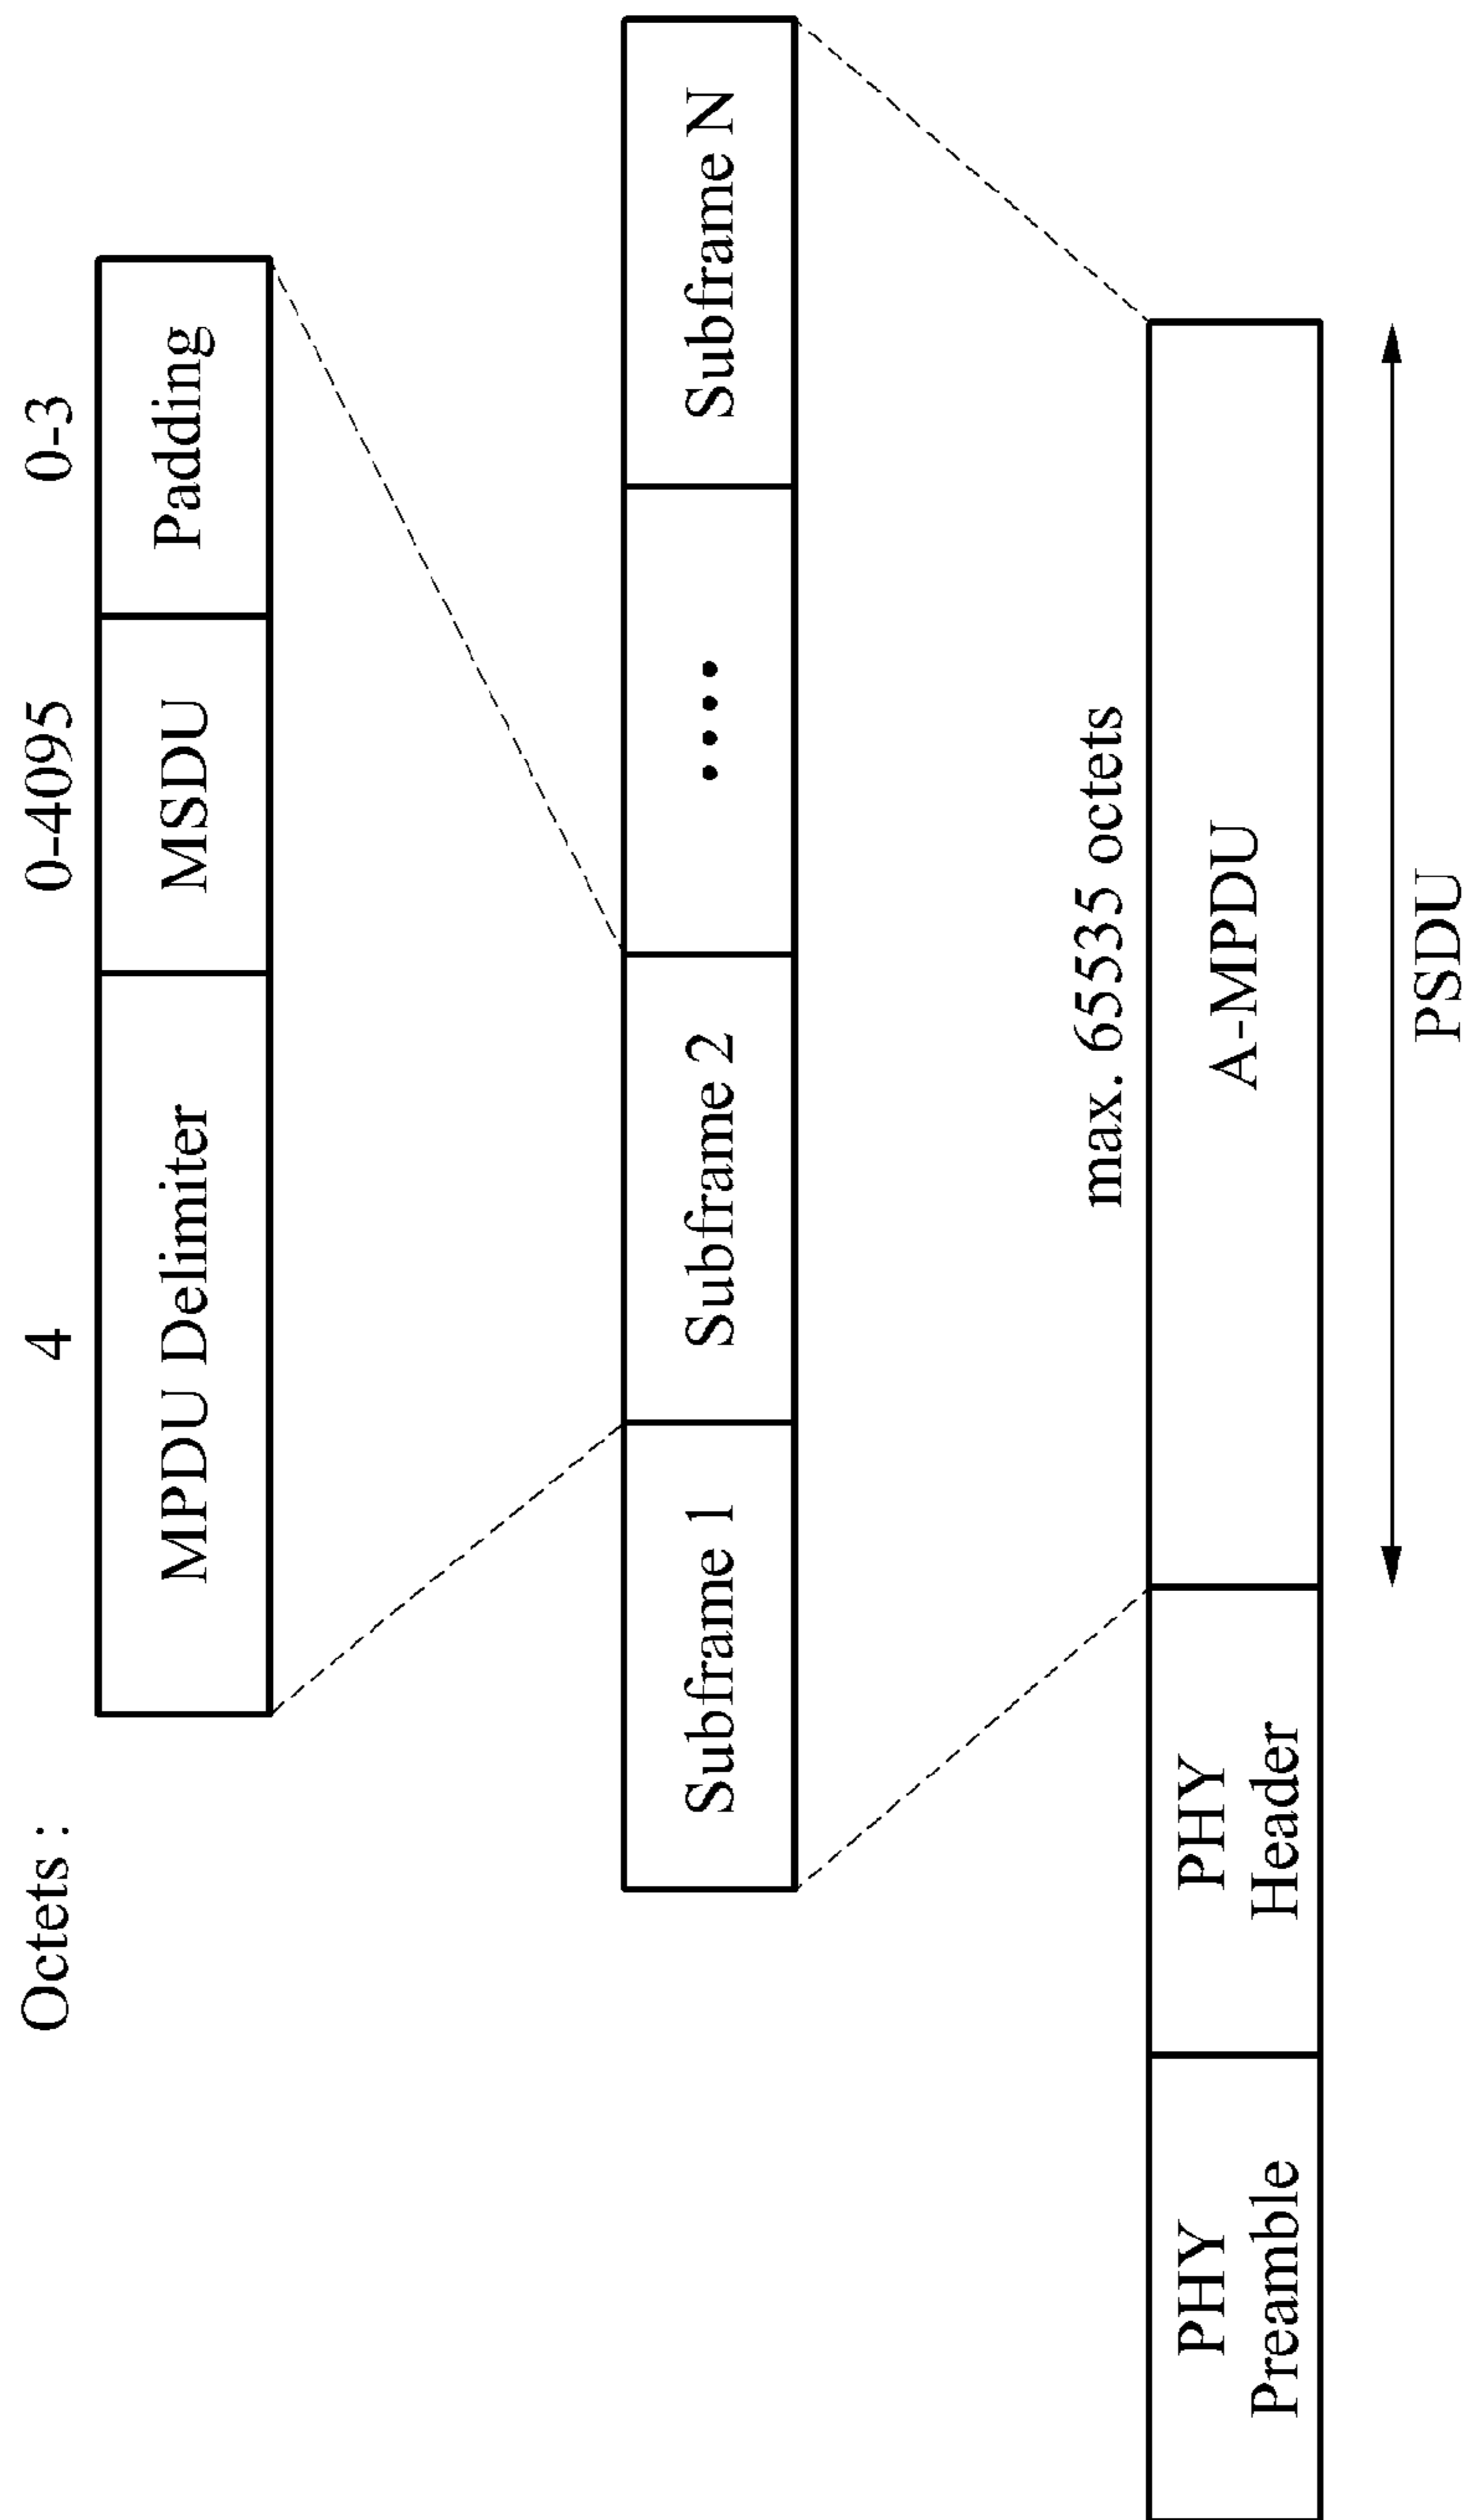 Octets :
4
0-4095
0-3
MPDU Delimiter
MSDU
Padding
Subframe 1
Subframe 2
....
Subframe N
max. 65535 octets
PHY
Preamble
PHY
Header
A-MPDU
PSDU